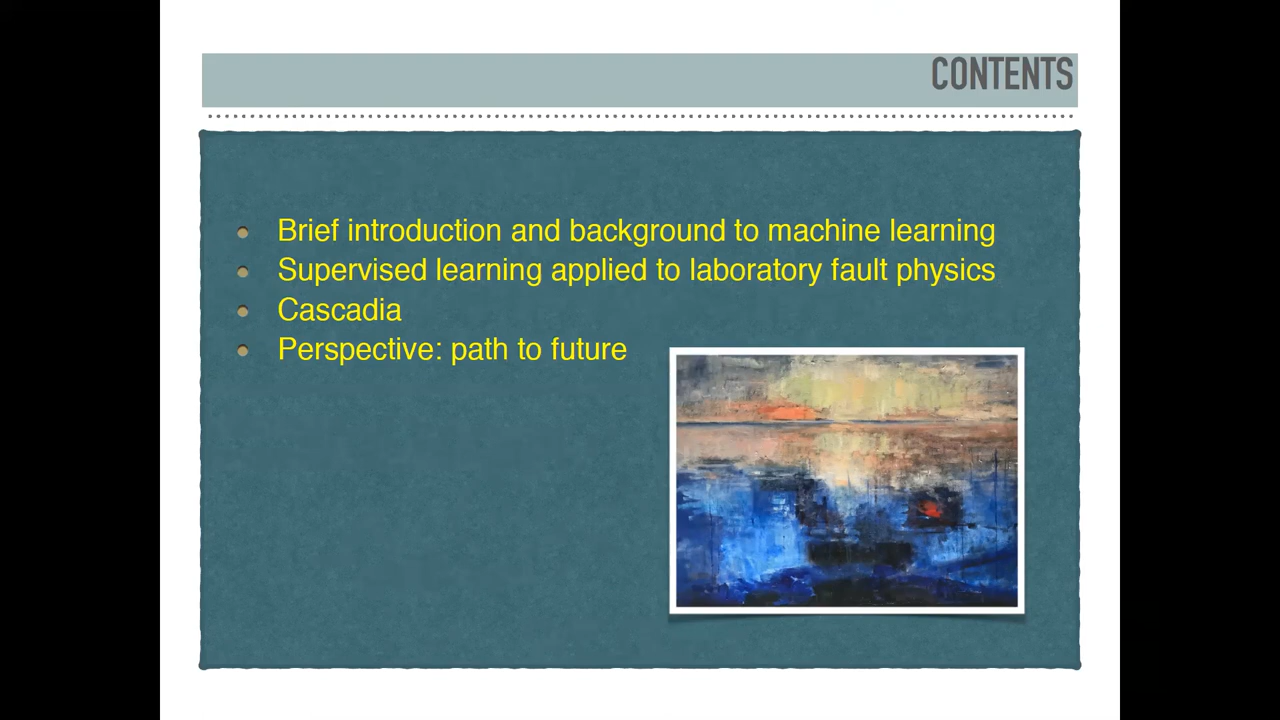 CONTENTS
Brief introduction and background to machine learning
Supervised learning applied to laboratory fault physics
Cascadia
Perspective: path to future